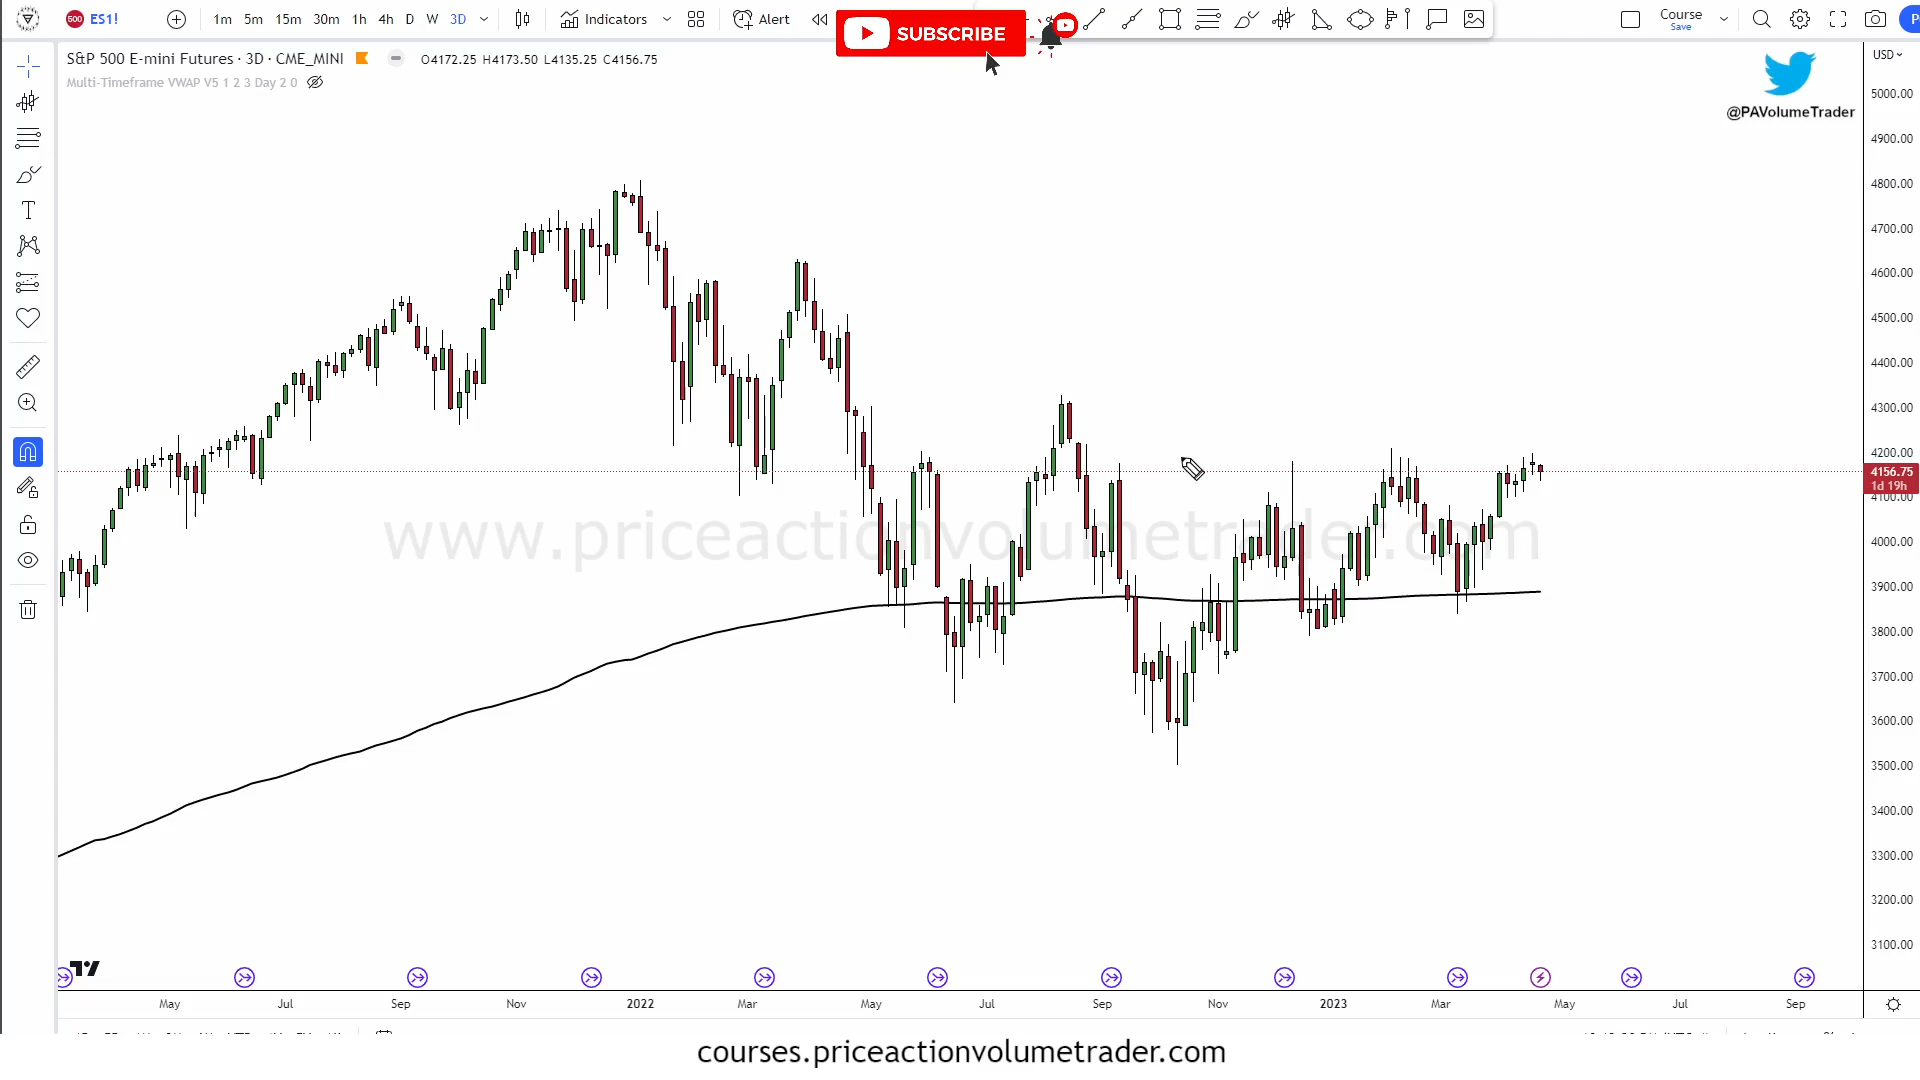 500 ES1! 1m 5m 15m 30m 1h 4h D W 3D Indicators Alert SUBSCRIBE Course
Save
S&P 500 E-mini Futures · 3D · CME_MINI O4172.25 H4173.50 L4135.25 C4156.75
USD
Multi-Timeframe VWAP V5 1 2 3 Day 2 0
@PAVolumeTrader
5000.00
4900.00
4800.00
4700.00
4600.00
4500.00
4400.00
4300.00
4200.00
4156.75
1d 19h
4100.00
www.priceactionvolumetrader.com
4000.00
3900.00
3800.00
3700.00
3600.00
3500.00
3400.00
3300.00
3200.00
3100.00
May Jul Sep Nov 2022 Mar May Jul Sep Nov 2023 Mar May Jul Sep
courses.priceactionvolumetrader.com